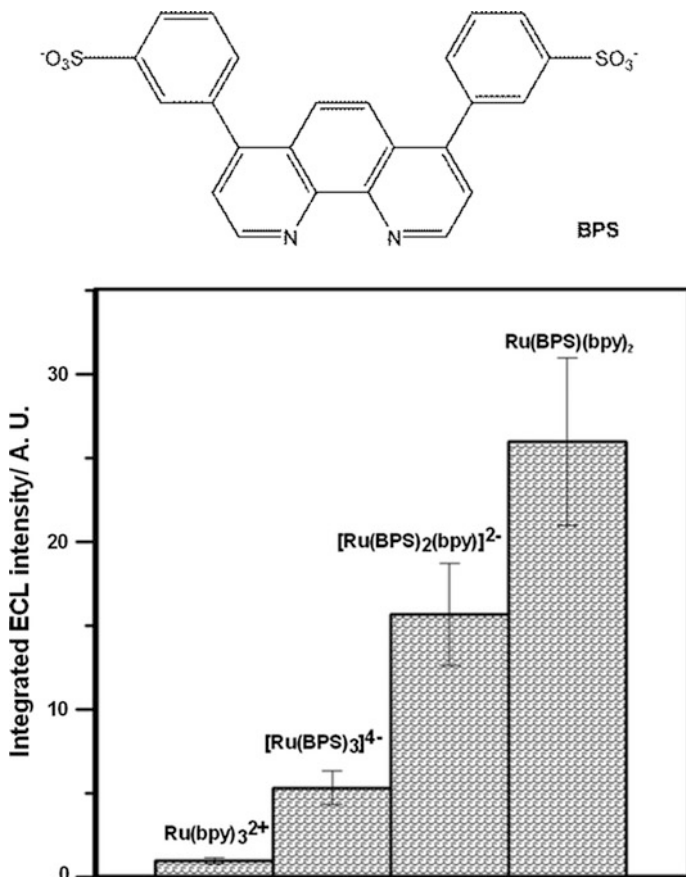 ⁻O₃S
SO₃⁻
N
N
BPS
Integrated ECL intensity/ A. U.
30
20
10
0
Ru(BPS)(bpy)₂
[Ru(BPS)₂(bpy)]²⁻
[Ru(BPS)₃]⁴⁻
Ru(bpy)₃²⁺